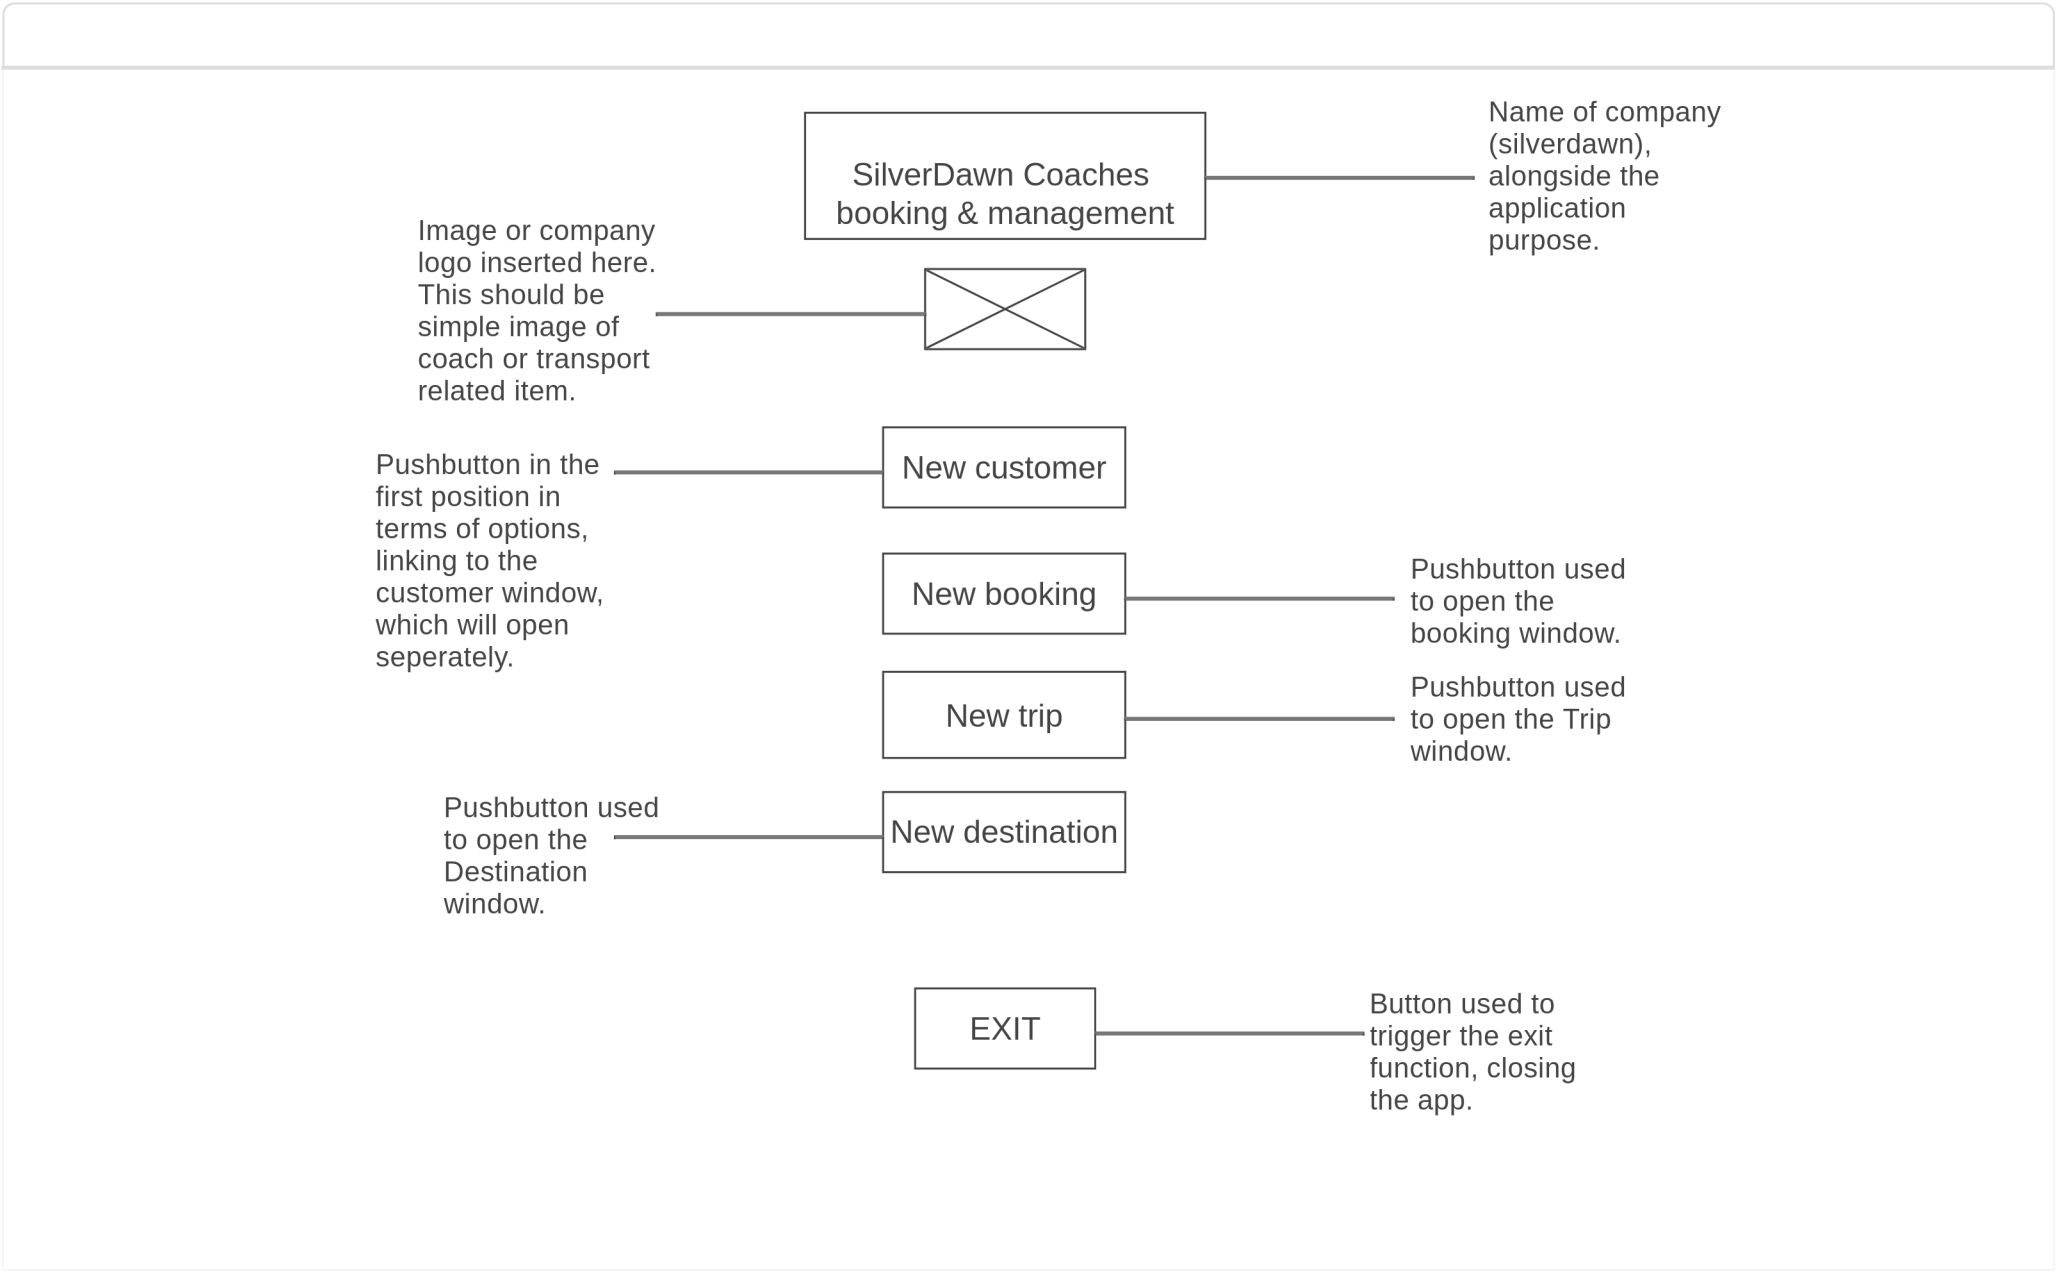 SilverDawn Coaches
booking & management
Name of company
(silverdawn),
alongside the
application
purpose.
Image or company
logo inserted here.
This should be
simple image of
coach or transport
related item.
New customer
Pushbutton in the
first position in
terms of options,
linking to the
customer window,
which will open
seperately.
New booking
Pushbutton used
to open the
booking window.
New trip
Pushbutton used
to open the Trip
window.
New destination
Pushbutton used
to open the
Destination
window.
EXIT
Button used to
trigger the exit
function, closing
the app.